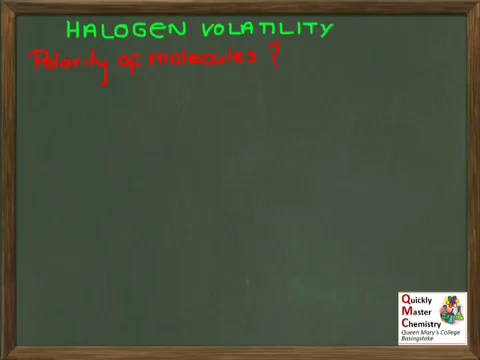 HALOGEN VOLATILITY
Polarity of molecules ?
Quickly
Master
Chemistry
Queen Mary's College
Basingstoke